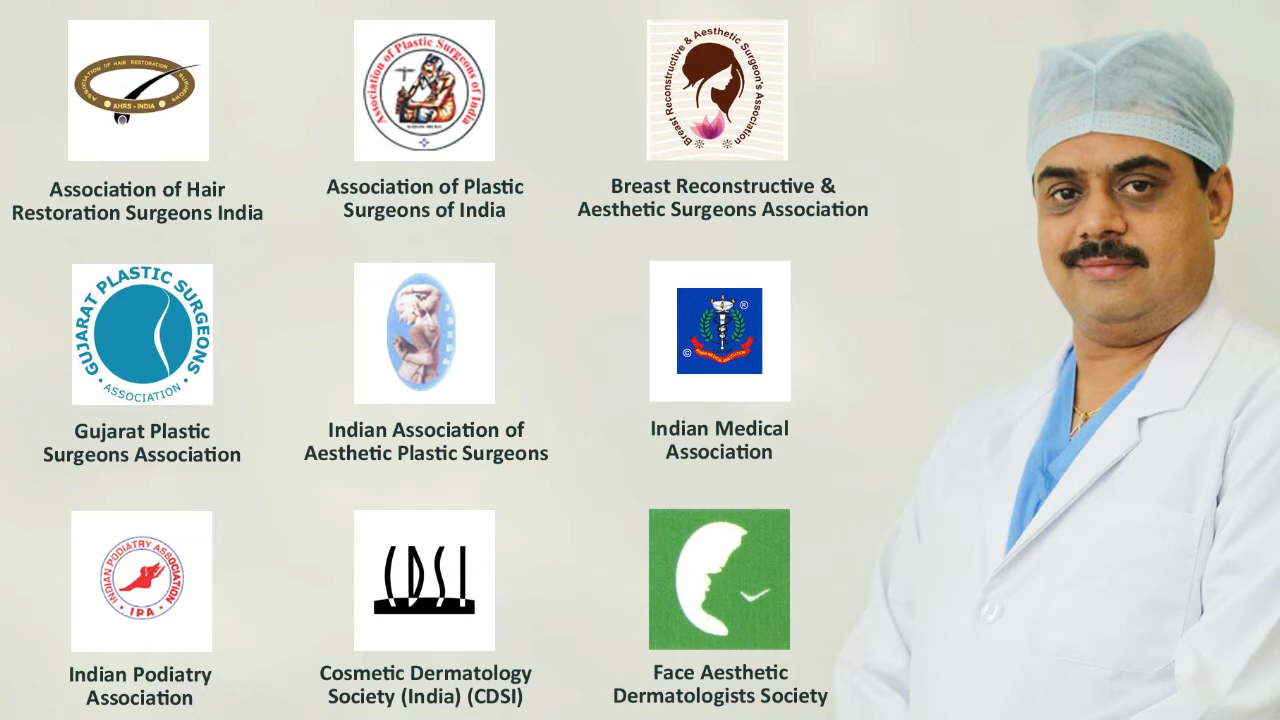 ASSOCIATION OF HAIR RESTORATION SURGEONS
AHRS - INDIA
Association of Hair
Restoration Surgeons India
Association of Plastic Surgeons of India
Association of Plastic
Surgeons of India
Breast Reconstructive & Aesthetic Surgeon's Association
Breast Reconstructive &
Aesthetic Surgeons Association
GUJARAT PLASTIC SURGEONS
• ASSOCIATION •
Gujarat Plastic
Surgeons Association
Indian Association of
Aesthetic Plastic Surgeons
®
©
INDIAN MEDICAL ASSOCIATION
Indian Medical
Association
INDIAN PODIATRY ASSOCIATION
• IPA •
Indian Podiatry
Association
CDSI
Cosmetic Dermatology
Society (India) (CDSI)
Face Aesthetic
Dermatologists Society